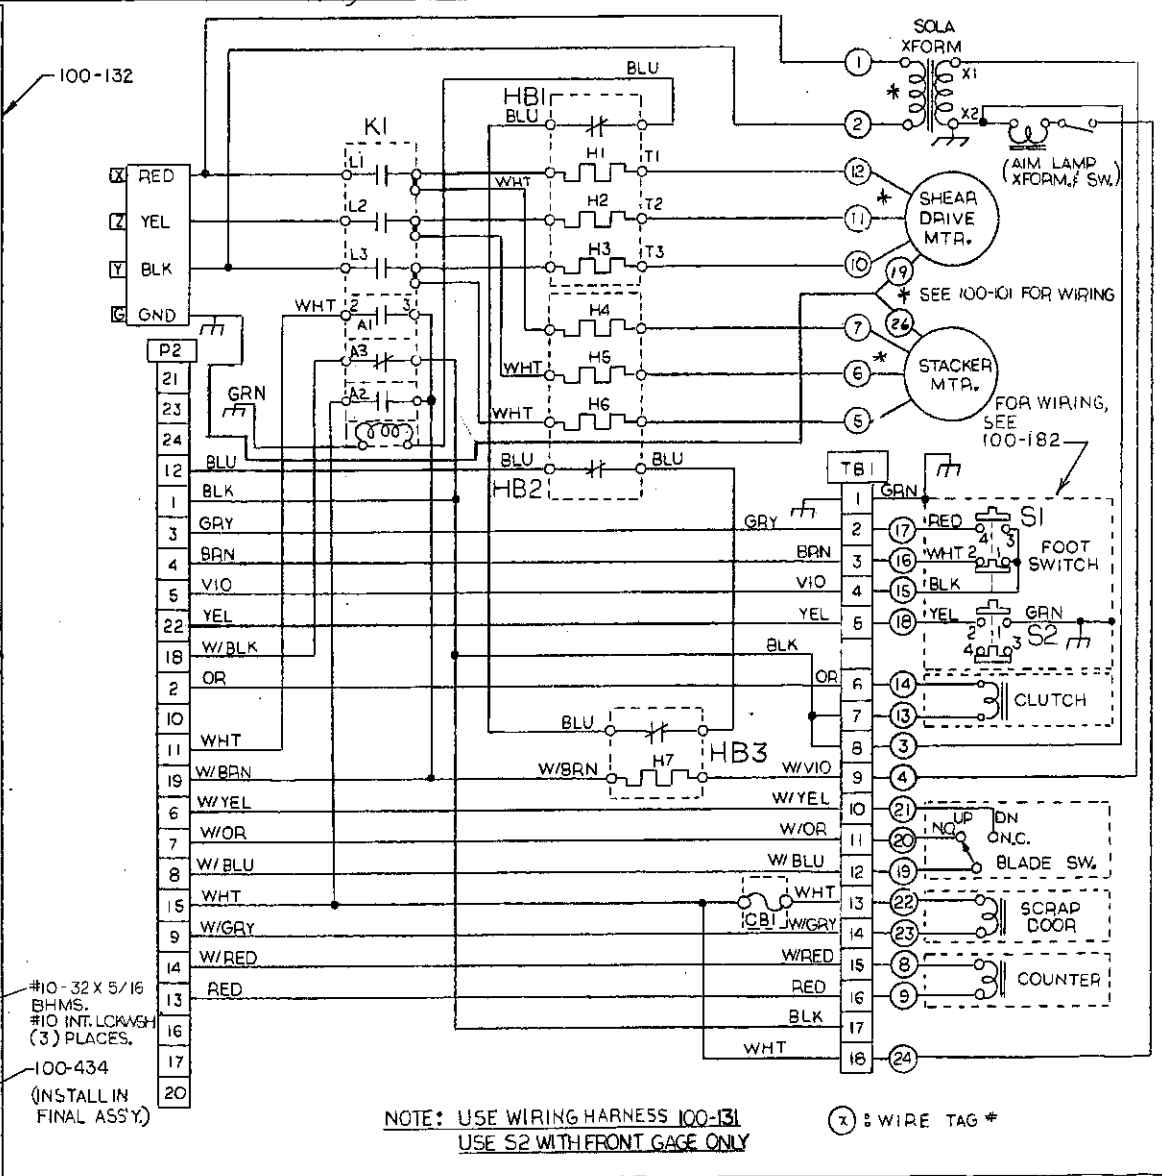 100-132
SOLA
XFORM
1
X1
*
2
X2
(AIM LAMP
XFORM. & SW.)
BLU
HB1
BLU
K1
X RED
Z YEL
Y BLK
G GND
L1
L2
L3
WHT
H1 T1
H2 T2
H3 T3
12
11
10
*
SHEAR
DRIVE
MTR.
19
* SEE 100-101 FOR WIRING
26
WHT 2 A1 3
A3
A2
GRN
H4
WHT H5
WHT H6
7
6 *
5
STACKER
MTR.
FOR WIRING,
SEE
100-182
BLU
BLU
BLU
HB2
P2
21
23
24
12
1 BLK
3 GRY
4 BRN
5 VIO
22 YEL
18 W/BLK
2 OR
10
11 WHT
19 W/BRN
6 W/YEL
7 W/OR
8 W/BLU
15 WHT
9 W/GRY
14 W/RED
13 RED
16
17
20
BLU
HB3
W/BRN H7
TB1
1 GRN
GRY 2 17 RED 4 3 S1
BRN 3 16 WHT 2 1
FOOT
SWITCH
VIO 4 15 BLK
YEL 5 18 YEL 2 1 GRN
S2
4 3
BLK
OR 6 14
CLUTCH
7 13
8 3
W/VIO 9 4
W/YEL 10 21 UP DN
W/OR 11 20 N.O. N.C.
W/BLU 12 19 BLADE SW.
CB1
WHT 13 22
W/GRY 14 23
SCRAP
DOOR
W/RED 15 8
RED 16 9
COUNTER
BLK 17
WHT 18 24
#10-32 X 5/16
BHMS.
#10 INT. LCKWSH
(3) PLACES.
100-434
(INSTALL IN
FINAL ASS'Y.)
NOTE: USE WIRING HARNESS 100-131
USE S2 WITH FRONT GAGE ONLY
X : WIRE TAG #